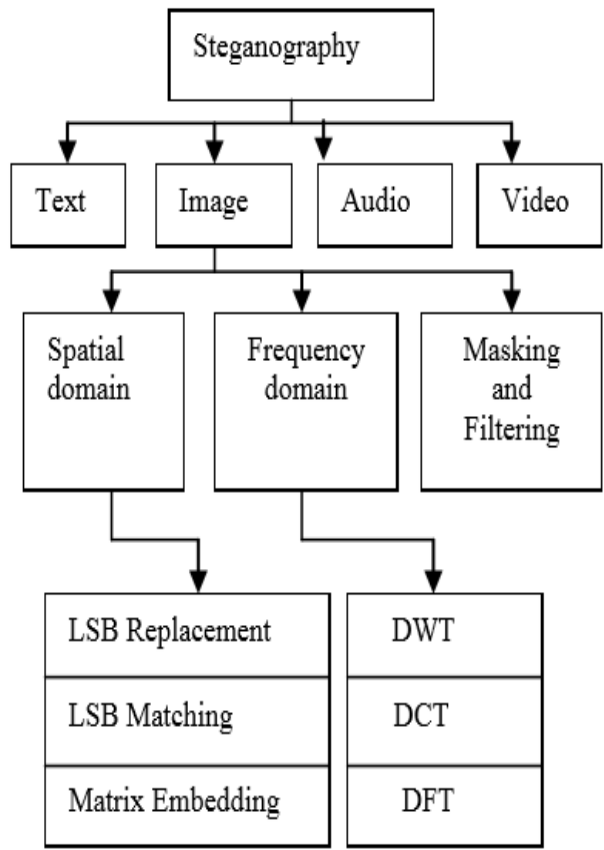 Steganography
Text
Image
Audio
Video
Spatial
domain
Frequency
domain
Masking
and
Filtering
LSB Replacement
LSB Matching
Matrix Embedding
DWT
DCT
DFT